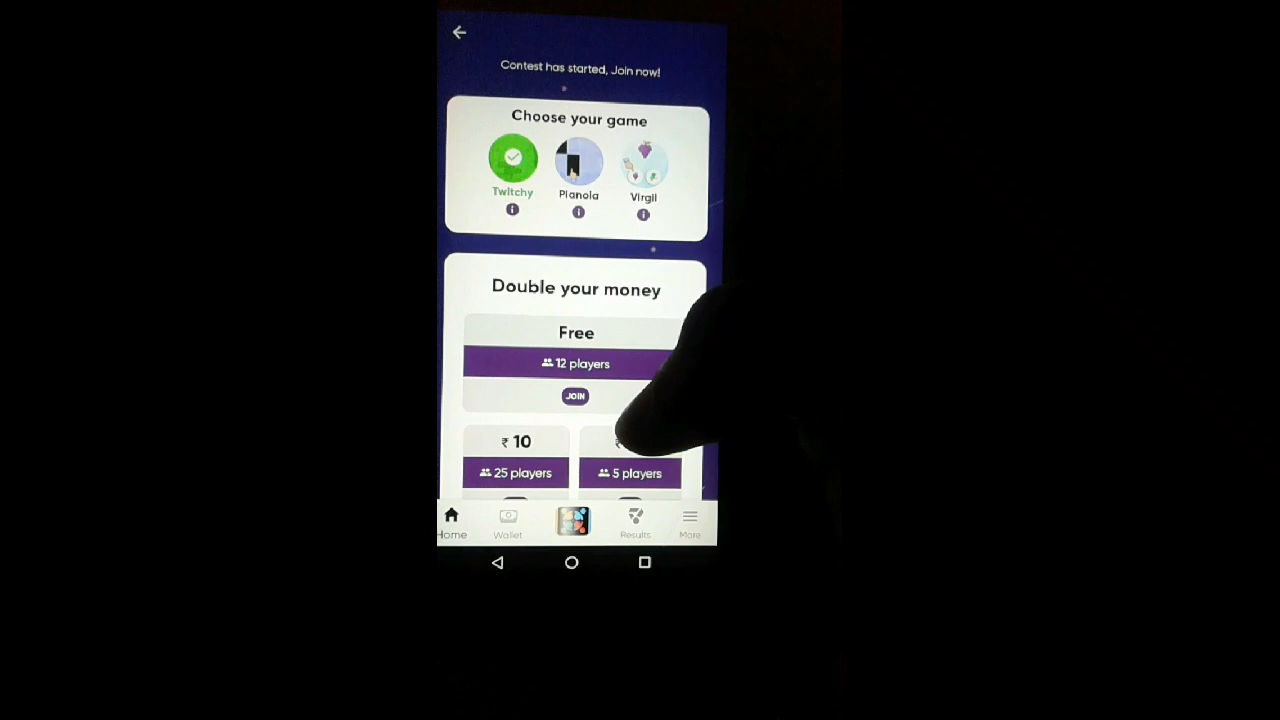 Contest has started, Join now!
Choose your game
Twitchy Pianola Virgil
Double your money
Free
12 players
JOIN
₹ 10 ₹
25 players 5 players
Home Wallet Results More